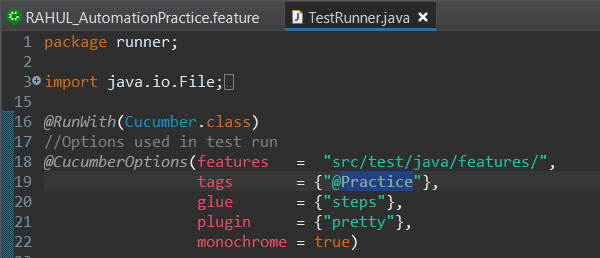 RAHUL_AutomationPractice.feature TestRunner.java
1 package runner;
2
3 import java.io.File;
15
16 @RunWith(Cucumber.class)
17 //Options used in test run
18 @CucumberOptions(features = "src/test/java/features/",
19 tags = {"@Practice"},
20 glue = {"steps"},
21 plugin = {"pretty"},
22 monochrome = true)